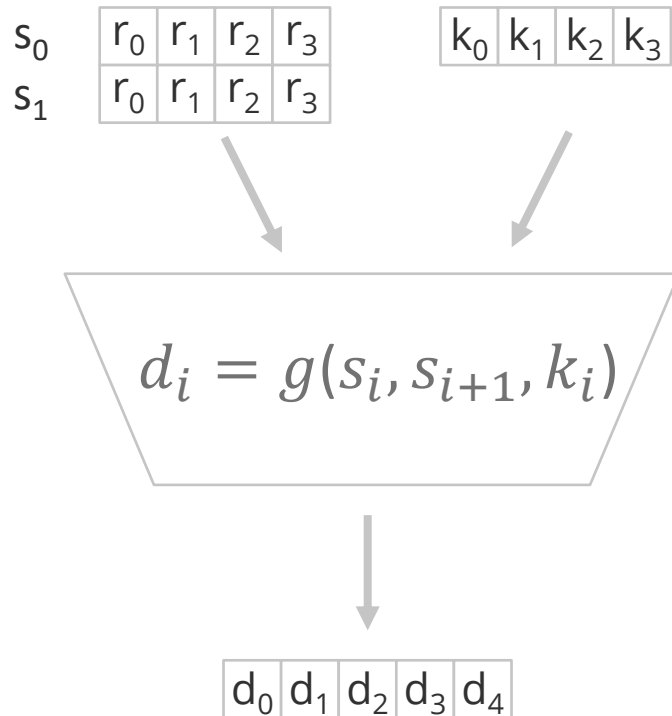 s₀ r₀ r₁ r₂ r₃ k₀ k₁ k₂ k₃
s₁ r₀ r₁ r₂ r₃
dᵢ = g(sᵢ, sᵢ₊₁, kᵢ)
d₀ d₁ d₂ d₃ d₄